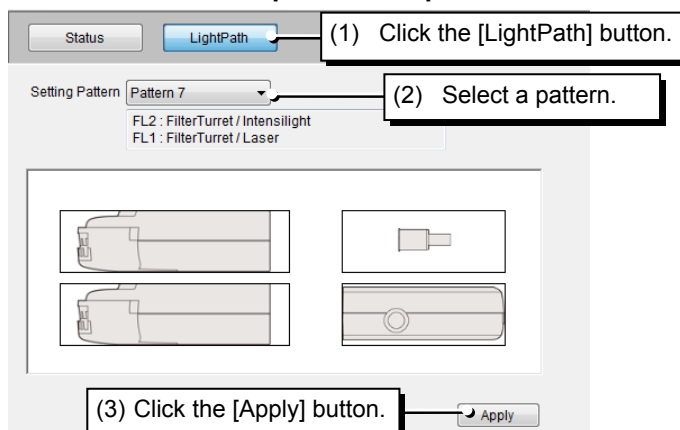 Status
LightPath
(1) Click the [LightPath] button.
Setting Pattern
Pattern 7
(2) Select a pattern.
FL2 : FilterTurret / Intensilight
FL1 : FilterTurret / Laser
(3) Click the [Apply] button.
Apply